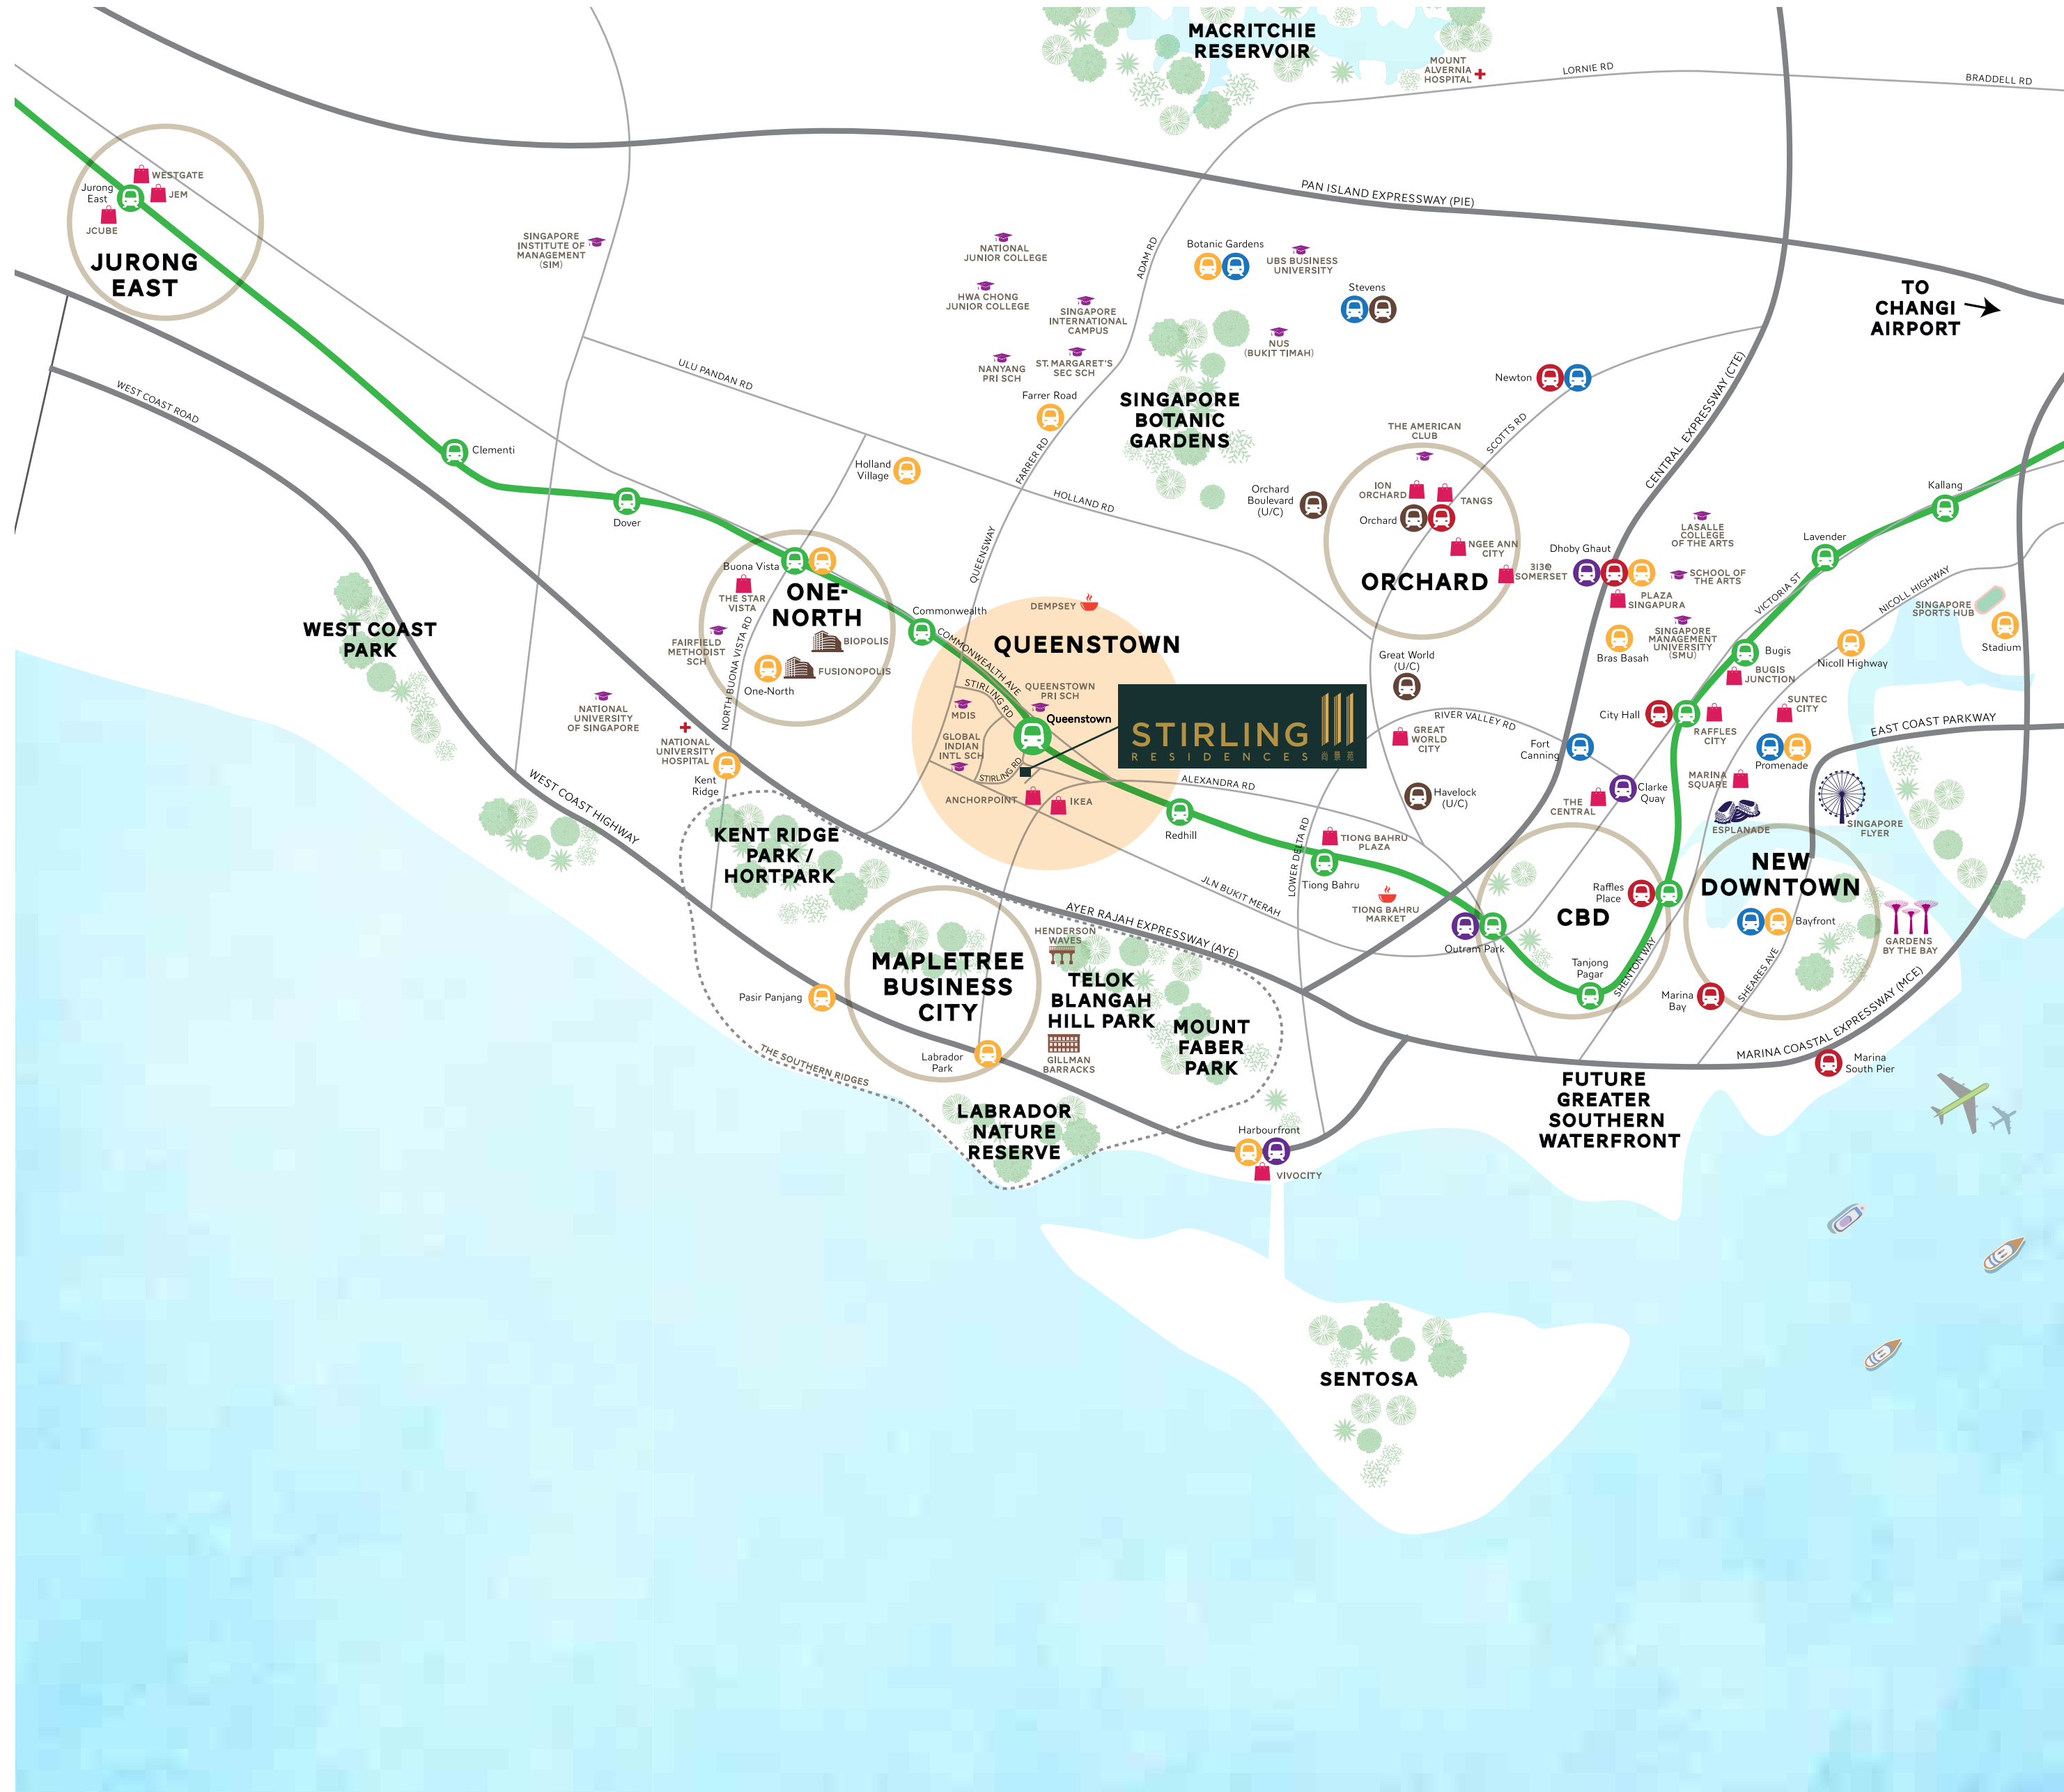 MACRITCHIE
RESERVOIR
MOUNT
ALVERNIA
HOSPITAL
LORNIE RD
BRADDELL RD
PAN ISLAND EXPRESSWAY (PIE)
WESTGATE
JEM
Jurong
East
JCUBE
JURONG
EAST
SINGAPORE
INSTITUTE OF
MANAGEMENT
(SIM)
NATIONAL
JUNIOR COLLEGE
HWA CHONG
JUNIOR COLLEGE
SINGAPORE
INTERNATIONAL
CAMPUS
NANYANG
PRI SCH
ST. MARGARET'S
SEC SCH
ADAM RD
Botanic Gardens
UBS BUSINESS
UNIVERSITY
Stevens
NUS
(BUKIT TIMAH)
TO
CHANGI
AIRPORT
WEST COAST ROAD
ULU PANDAN RD
Farrer Road
FARRER RD
SINGAPORE
BOTANIC
GARDENS
Newton
SCOTTS RD
CENTRAL EXPRESSWAY (CTE)
THE AMERICAN
CLUB
Clementi
Dover
Holland
Village
HOLLAND RD
QUEENSWAY
Orchard
Boulevard
(U/C)
ION
ORCHARD
TANGS
Orchard
NGEE ANN
CITY
ORCHARD
313@
SOMERSET
Dhoby Ghaut
LASALLE
COLLEGE
OF THE ARTS
SCHOOL OF
THE ARTS
PLAZA
SINGAPURA
SINGAPORE
MANAGEMENT
UNIVERSITY
(SMU)
Bras Basah
Kallang
Lavender
VICTORIA ST
NICOLL HIGHWAY
SINGAPORE
SPORTS HUB
Stadium
Nicoll Highway
Bugis
BUGIS
JUNCTION
Buona Vista
THE STAR
VISTA
ONE-
NORTH
BIOPOLIS
FUSIONOPOLIS
One-North
FAIRFIELD
METHODIST
SCH
NORTH BUONA VISTA RD
Commonwealth
COMMONWEALTH AVE
DEMPSEY
QUEENSTOWN
STIRLING RD
QUEENSTOWN
PRI SCH
MDIS
Queenstown
GLOBAL
INDIAN
INTL SCH
STIRLING RD
ANCHORPOINT
IKEA
STIRLING
RESIDENCES
尚景苑
ALEXANDRA RD
Redhill
Great World
(U/C)
RIVER VALLEY RD
GREAT
WORLD
CITY
Havelock
(U/C)
City Hall
RAFFLES
CITY
SUNTEC
CITY
Fort
Canning
Promenade
MARINA
SQUARE
Clarke
Quay
THE
CENTRAL
ESPLANADE
SINGAPORE
FLYER
EAST COAST PARKWAY
WEST COAST
PARK
NATIONAL
UNIVERSITY
OF SINGAPORE
NATIONAL
UNIVERSITY
HOSPITAL
Kent
Ridge
WEST COAST HIGHWAY
KENT RIDGE
PARK /
HORTPARK
LOWER DELTA RD
TIONG BAHRU
PLAZA
Tiong Bahru
TIONG BAHRU
MARKET
JLN BUKIT MERAH
AYER RAJAH EXPRESSWAY (AYE)
Outram Park
Raffles
Place
CBD
Tanjong
Pagar
SHENTON WAY
NEW
DOWNTOWN
Bayfront
GARDENS
BY THE BAY
SHEARES AVE
Marina
Bay
MARINA COASTAL EXPRESSWAY (MCE)
Marina
South Pier
HENDERSON
WAVES
MAPLETREE
BUSINESS
CITY
Pasir Panjang
Labrador
Park
TELOK
BLANGAH
HILL PARK
GILLMAN
BARRACKS
MOUNT
FABER
PARK
THE SOUTHERN RIDGES
LABRADOR
NATURE
RESERVE
Harbourfront
VIVOCITY
FUTURE
GREATER
SOUTHERN
WATERFRONT
SENTOSA